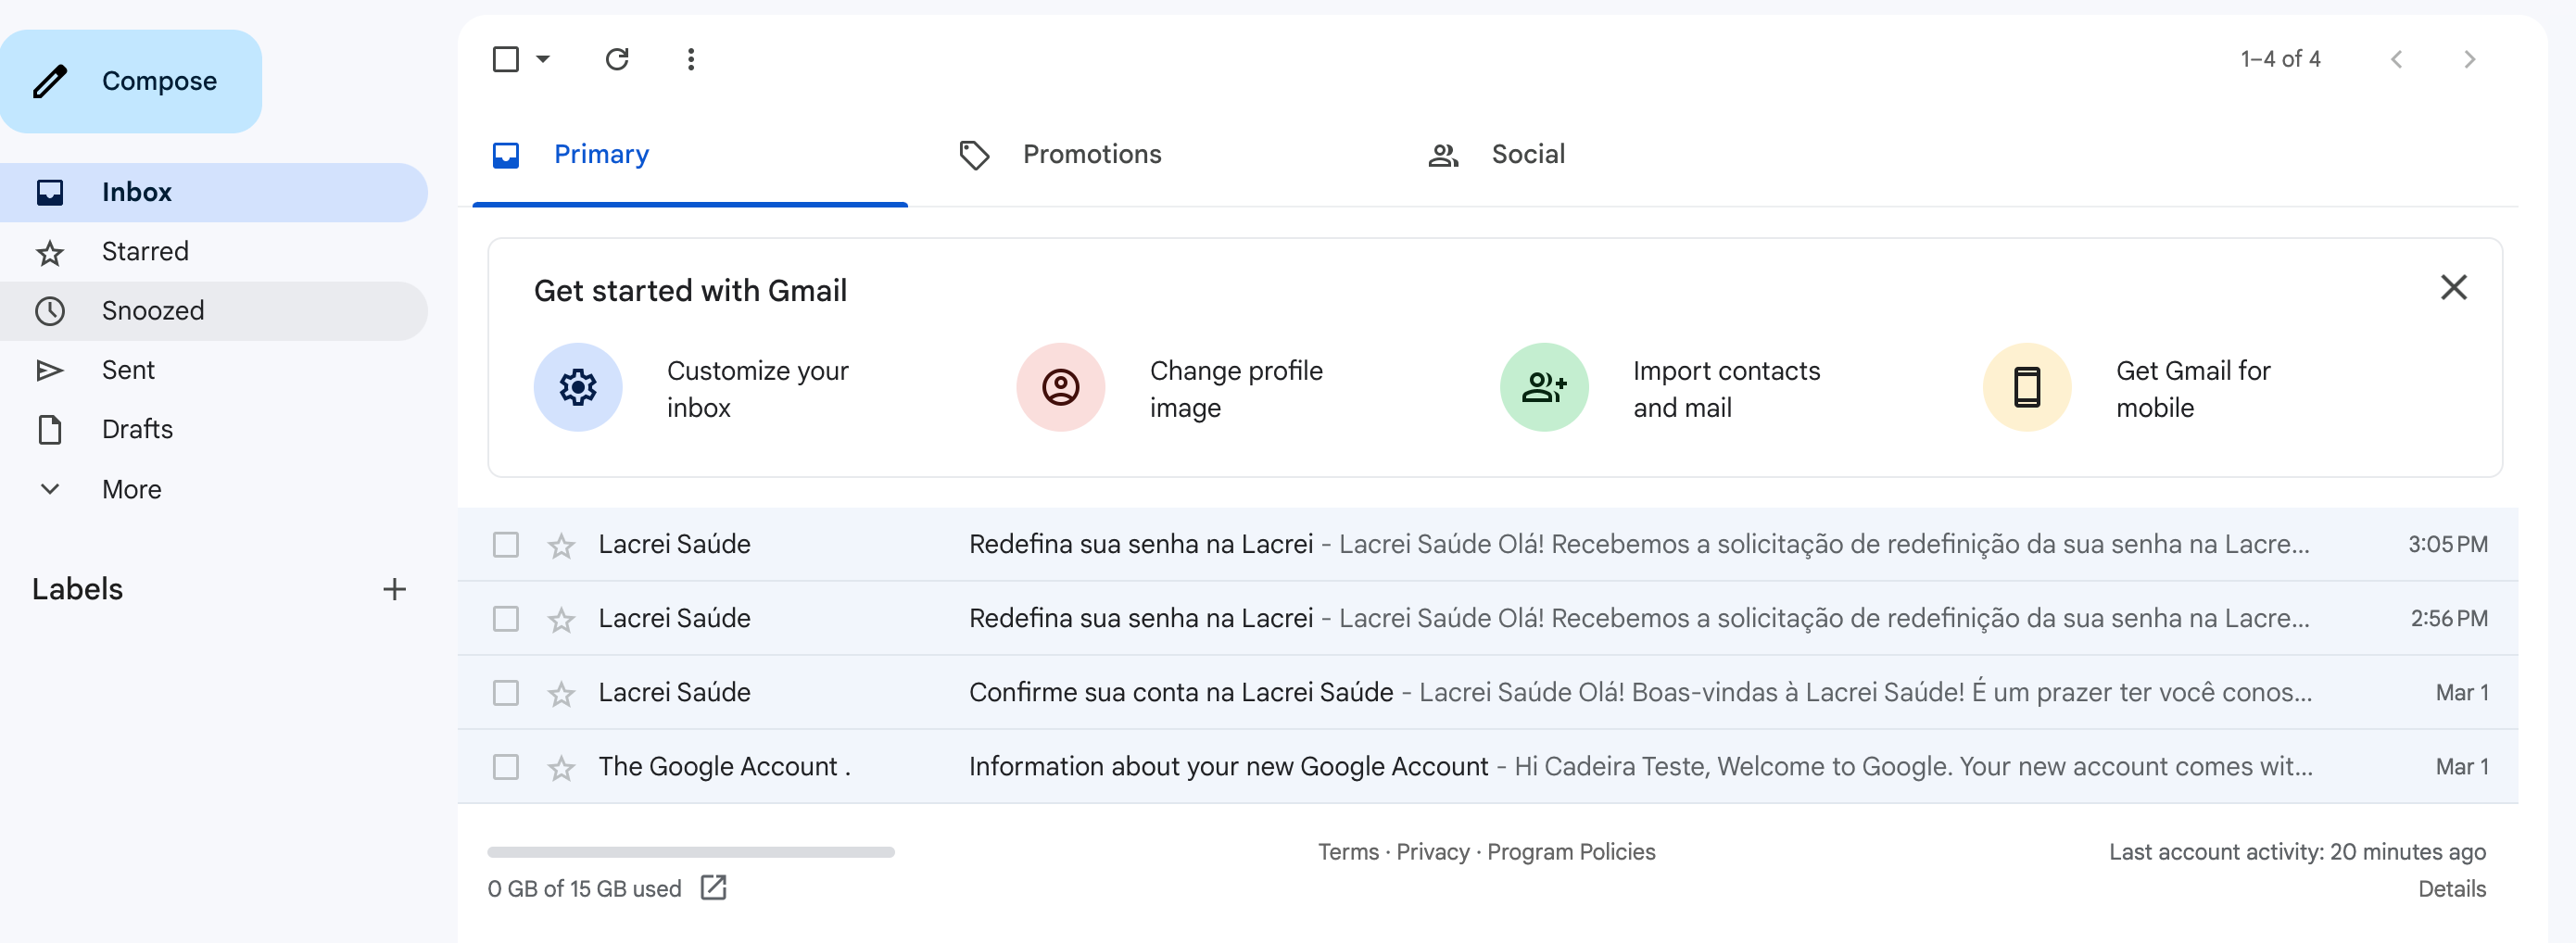 Compose
Inbox
Starred
Snoozed
Sent
Drafts
More
Labels
1–4 of 4
Primary
Promotions
Social
Get started with Gmail
Customize your
inbox
Change profile
image
Import contacts
and mail
Get Gmail for
mobile
Lacrei Saúde Redefina sua senha na Lacrei - Lacrei Saúde Olá! Recebemos a solicitação de redefinição da sua senha na Lacre... 3:05 PM
Lacrei Saúde Redefina sua senha na Lacrei - Lacrei Saúde Olá! Recebemos a solicitação de redefinição da sua senha na Lacre... 2:56 PM
Lacrei Saúde Confirme sua conta na Lacrei Saúde - Lacrei Saúde Olá! Boas-vindas à Lacrei Saúde! É um prazer ter você conos... Mar 1
The Google Account . Information about your new Google Account - Hi Cadeira Teste, Welcome to Google. Your new account comes wit... Mar 1
0 GB of 15 GB used
Terms · Privacy · Program Policies
Last account activity: 20 minutes ago
Details